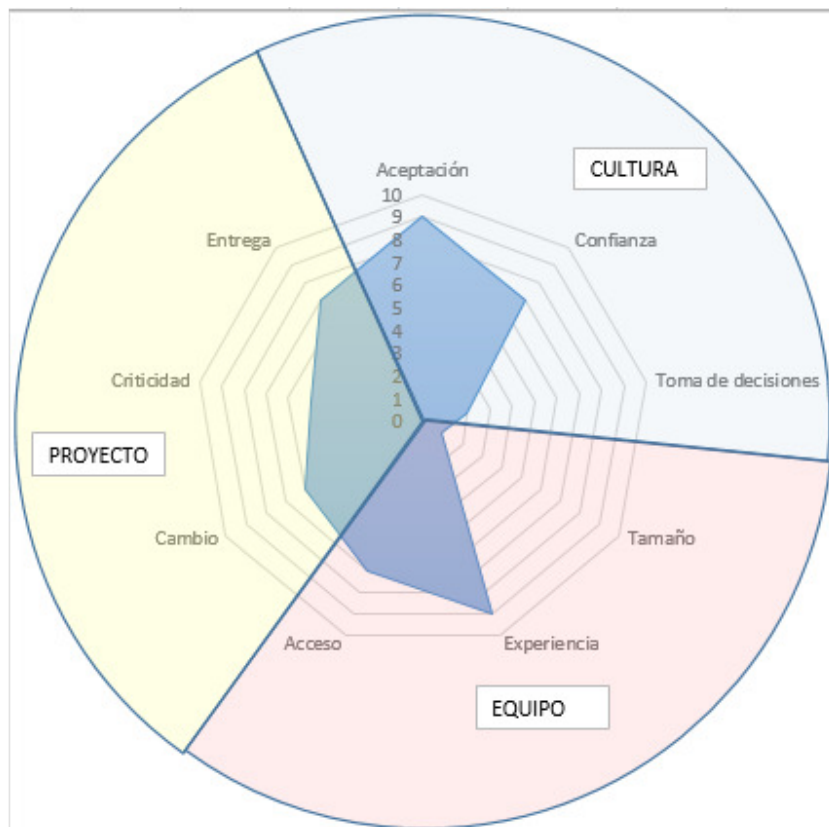 CULTURA
Aceptación
10
9
8
7
6
5
4
3
2
1
0
Entrega
Confianza
Criticidad
Toma de decisiones
PROYECTO
Cambio
Tamaño
Acceso
Experiencia
EQUIPO